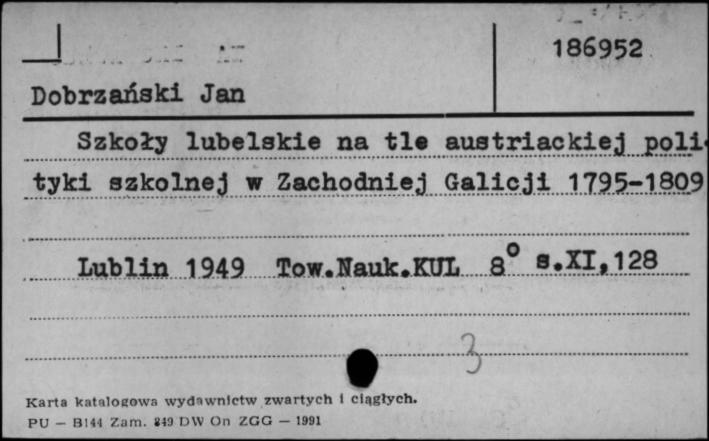 186952
Dobrzański Jan
Szkoły lubelskie na tle austriackiej poli-
tyki szkolnej w Zachodniej Galicji 1795-1809
Lublin 1949 Tow.Nauk.KUL 8° s.XI,128
3
Karta katalogowa wydawnictw zwartych i ciągłych.
PU — B144 Zam. 849 DW On ZGG — 1991